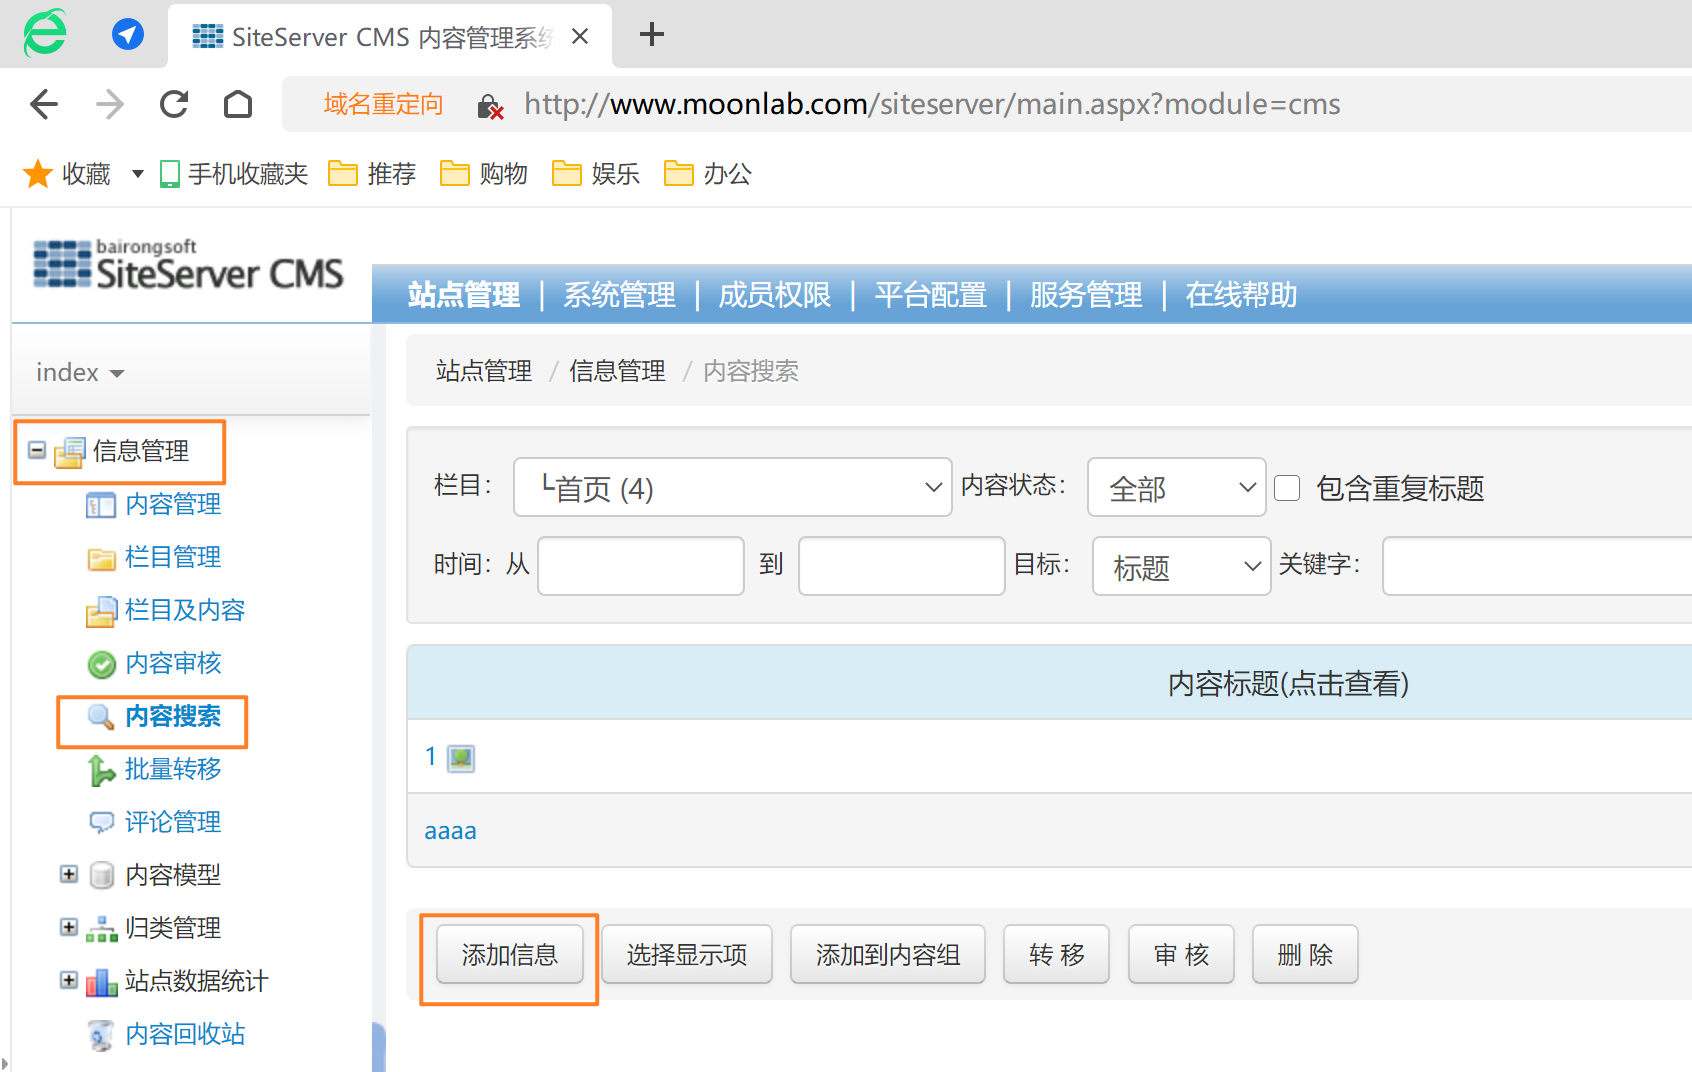 SiteServer CMS 内容管理系统
域名重定向 http://www.moonlab.com/siteserver/main.aspx?module=cms
收藏 手机收藏夹 推荐 购物 娱乐 办公
bairongsoft
SiteServer CMS
站点管理 | 系统管理 | 成员权限 | 平台配置 | 服务管理 | 在线帮助
index
站点管理 / 信息管理 / 内容搜索
信息管理
内容管理
栏目管理
栏目及内容
内容审核
内容搜索
批量转移
评论管理
内容模型
归类管理
站点数据统计
内容回收站
栏目: └首页 (4) 内容状态: 全部 包含重复标题
时间: 从 到 目标: 标题 关键字:
内容标题(点击查看)
1
aaaa
添加信息 选择显示项 添加到内容组 转 移 审 核 删 除